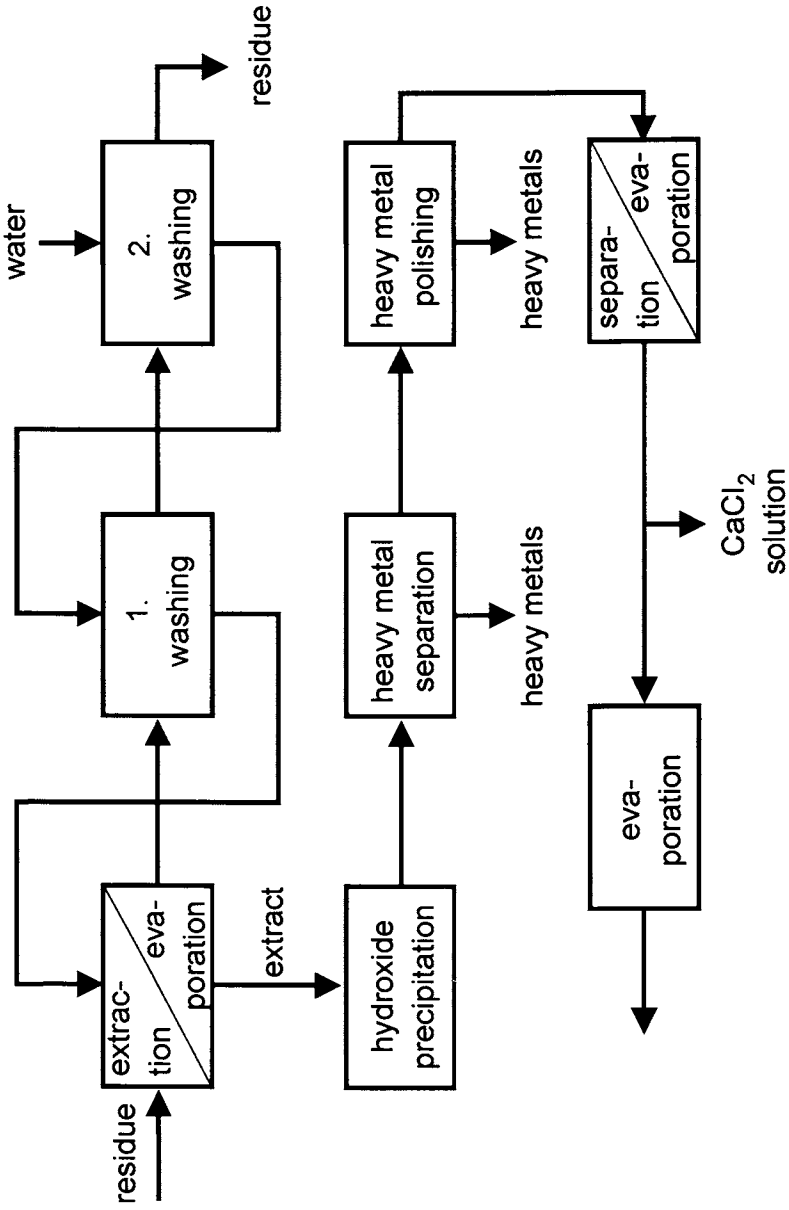 water
residue
extrac-
tion
eva-
poration
1.
washing
2.
washing
residue
extract
hydroxide
precipitation
heavy metal
separation
heavy metal
polishing
heavy metals
heavy metals
eva-
poration
separa-
tion
eva-
poration
CaCl₂
solution